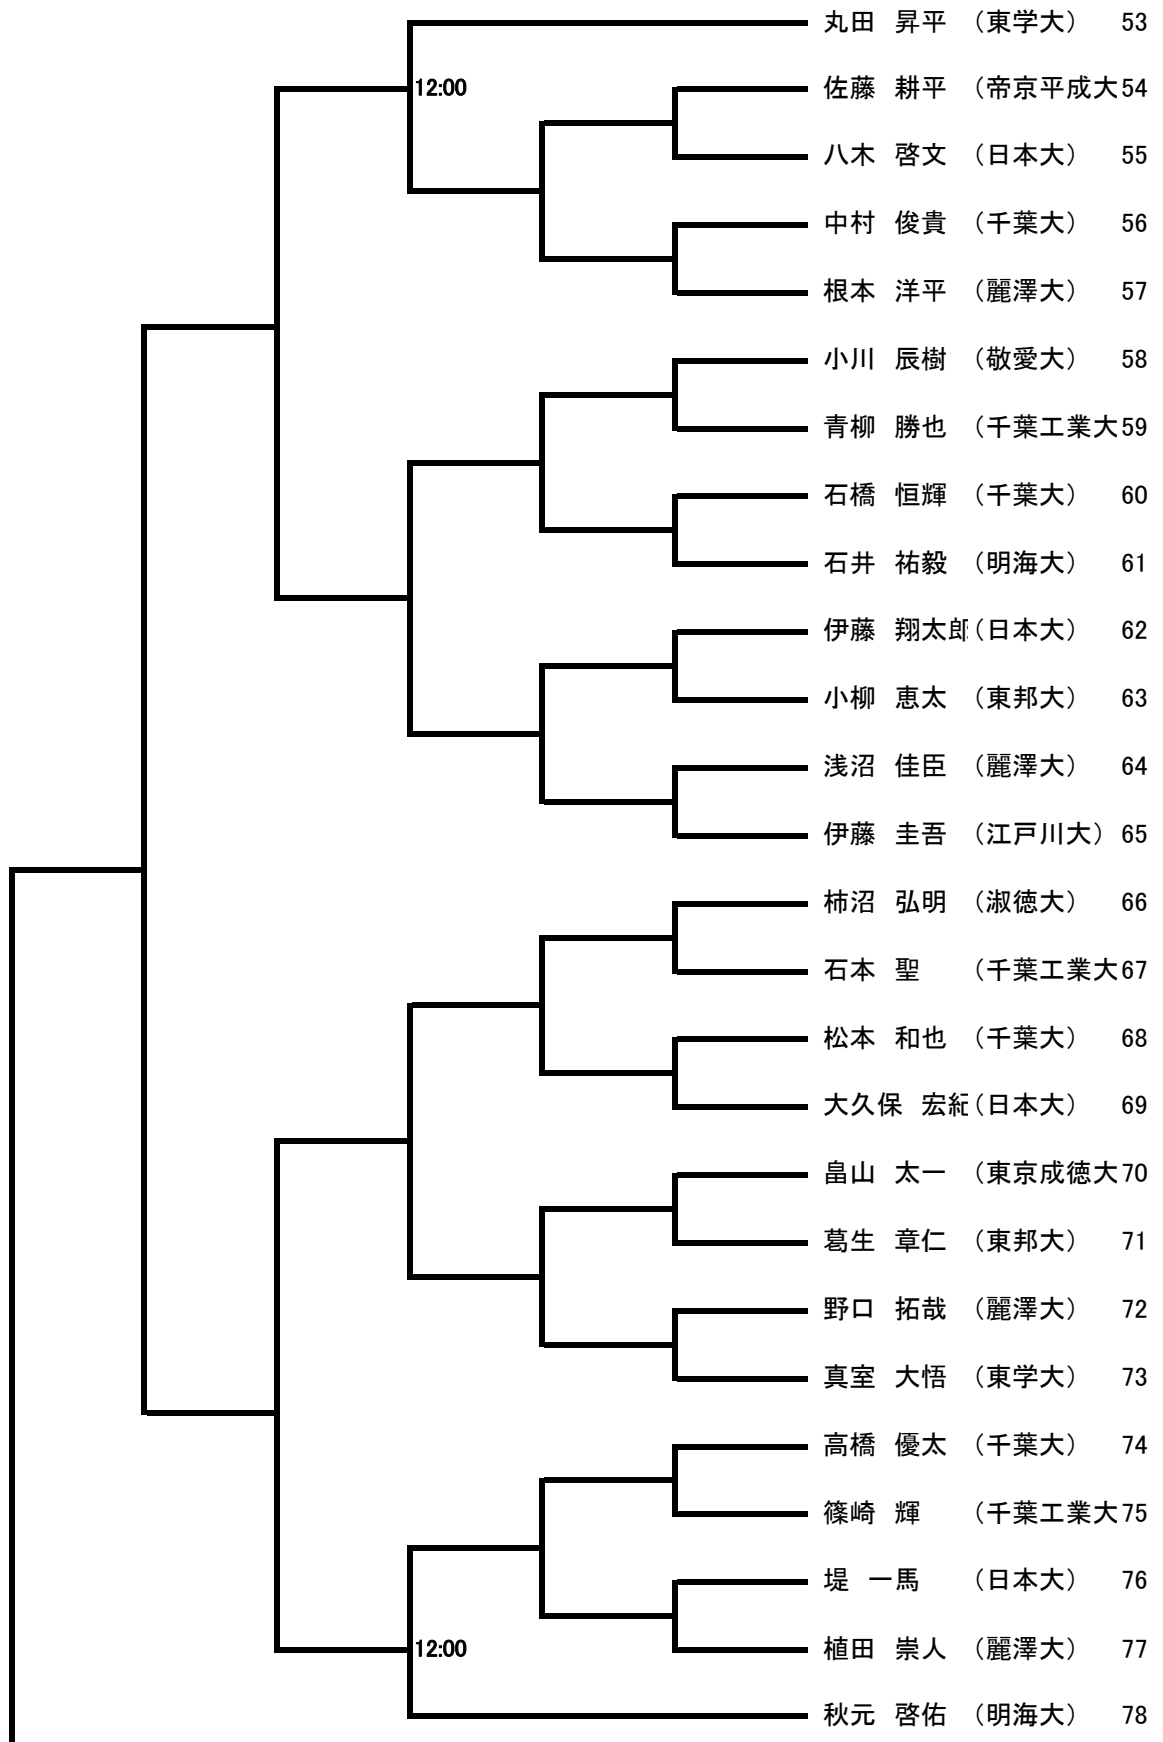 丸田 昇平 （東学大） 53
12:00
佐藤 耕平 （帝京平成大 54
八木 啓文 （日本大） 55
中村 俊貴 （千葉大） 56
根本 洋平 （麗澤大） 57
小川 辰樹 （敬愛大） 58
青柳 勝也 （千葉工業大 59
石橋 恒輝 （千葉大） 60
石井 祐毅 （明海大） 61
伊藤 翔太郎（日本大） 62
小柳 恵太 （東邦大） 63
浅沼 佳臣 （麗澤大） 64
伊藤 圭吾 （江戸川大） 65
柿沼 弘明 （淑徳大） 66
石本 聖 （千葉工業大 67
松本 和也 （千葉大） 68
大久保 宏紀（日本大） 69
畠山 太一 （東京成徳大 70
葛生 章仁 （東邦大） 71
野口 拓哉 （麗澤大） 72
真室 大悟 （東学大） 73
高橋 優太 （千葉大） 74
篠崎 輝 （千葉工業大 75
堤 一馬 （日本大） 76
12:00
植田 崇人 （麗澤大） 77
秋元 啓佑 （明海大） 78